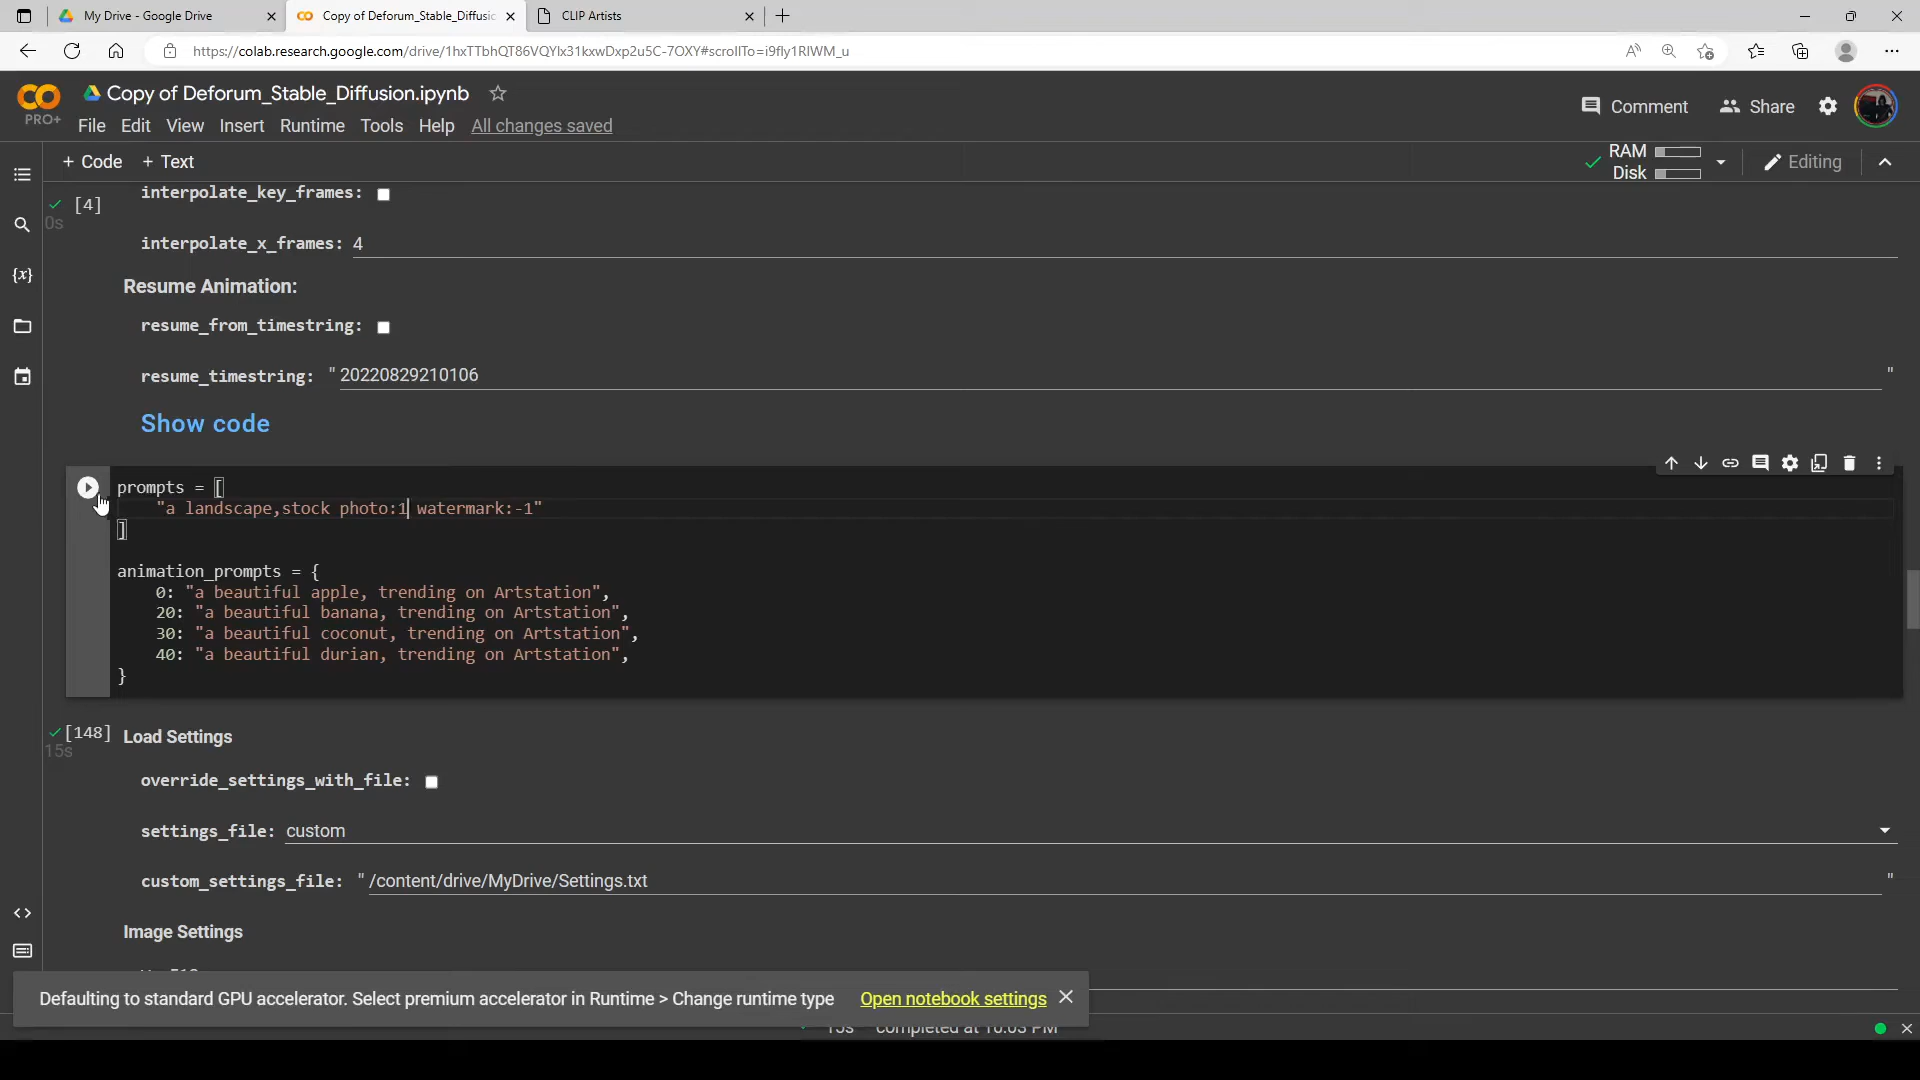 My Drive - Google Drive
Copy of Deforum_Stable_Diffusic
CLIP Artists
https://colab.research.google.com/drive/1hxTTbhQT86VQYlx31kxwDxp2u5C-7OXY#scrollTo=i9fly1RIWM_u
PRO+
Copy of Deforum_Stable_Diffusion.ipynb
File Edit View Insert Runtime Tools Help All changes saved
Comment Share
+ Code + Text
RAM
Disk
Editing
[4]
0s
interpolate_key_frames:
interpolate_x_frames: 4
Resume Animation:
resume_from_timestring:
resume_timestring: "20220829210106"
Show code
prompts = [
"a landscape,stock photo:1 watermark:-1"
]
animation_prompts = {
0: "a beautiful apple, trending on Artstation",
20: "a beautiful banana, trending on Artstation",
30: "a beautiful coconut, trending on Artstation",
40: "a beautiful durian, trending on Artstation",
}
[148]
15s
Load Settings
override_settings_with_file:
settings_file: custom
custom_settings_file: "/content/drive/MyDrive/Settings.txt"
Image Settings
Defaulting to standard GPU accelerator. Select premium accelerator in Runtime > Change runtime type Open notebook settings
15s completed at 10:03 PM